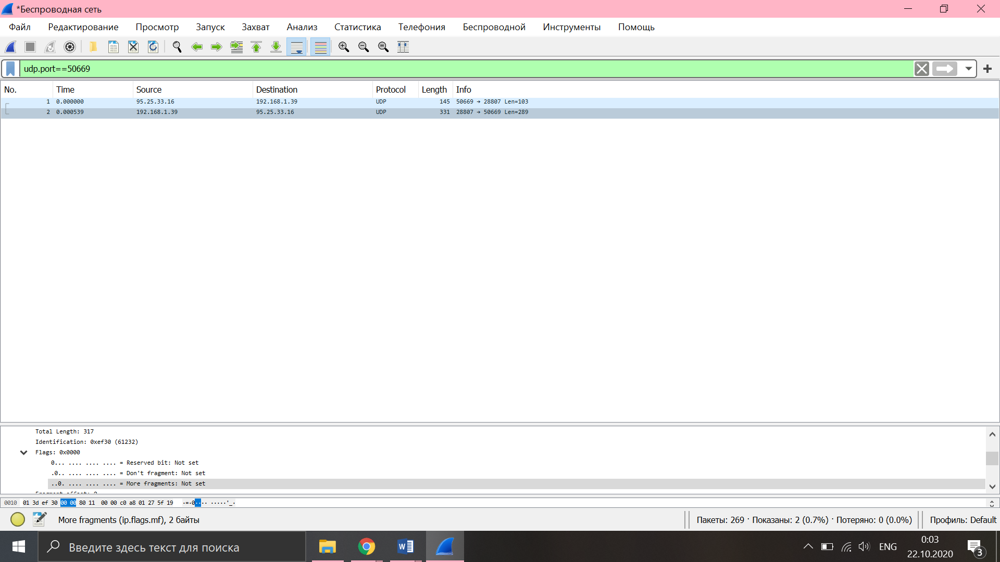 *Беспроводная сеть
Файл Редактирование Просмотр Запуск Захват Анализ Статистика Телефония Беспроводной Инструменты Помощь
udp.port==50669
No. Time Source Destination Protocol Length Info
1 0.000000 95.25.33.16 192.168.1.39 UDP 145 50669 → 28807 Len=103
2 0.000539 192.168.1.39 95.25.33.16 UDP 331 28807 → 50669 Len=289
Total Length: 317
Identification: 0xef30 (61232)
Flags: 0x0000
0... .... .... .... = Reserved bit: Not set
.0.. .... .... .... = Don't fragment: Not set
..0. .... .... .... = More fragments: Not set
Fragment offset: 0
0010 01 3d ef 30 00 00 80 11 00 00 c0 a8 01 27 5f 19 ·=·0···· ·····'_·
More fragments (ip.flags.mf), 2 байты
Пакеты: 269 · Показаны: 2 (0.7%) · Потеряно: 0 (0.0%)
Профиль: Default
Введите здесь текст для поиска
ENG
0:03
22.10.2020
3